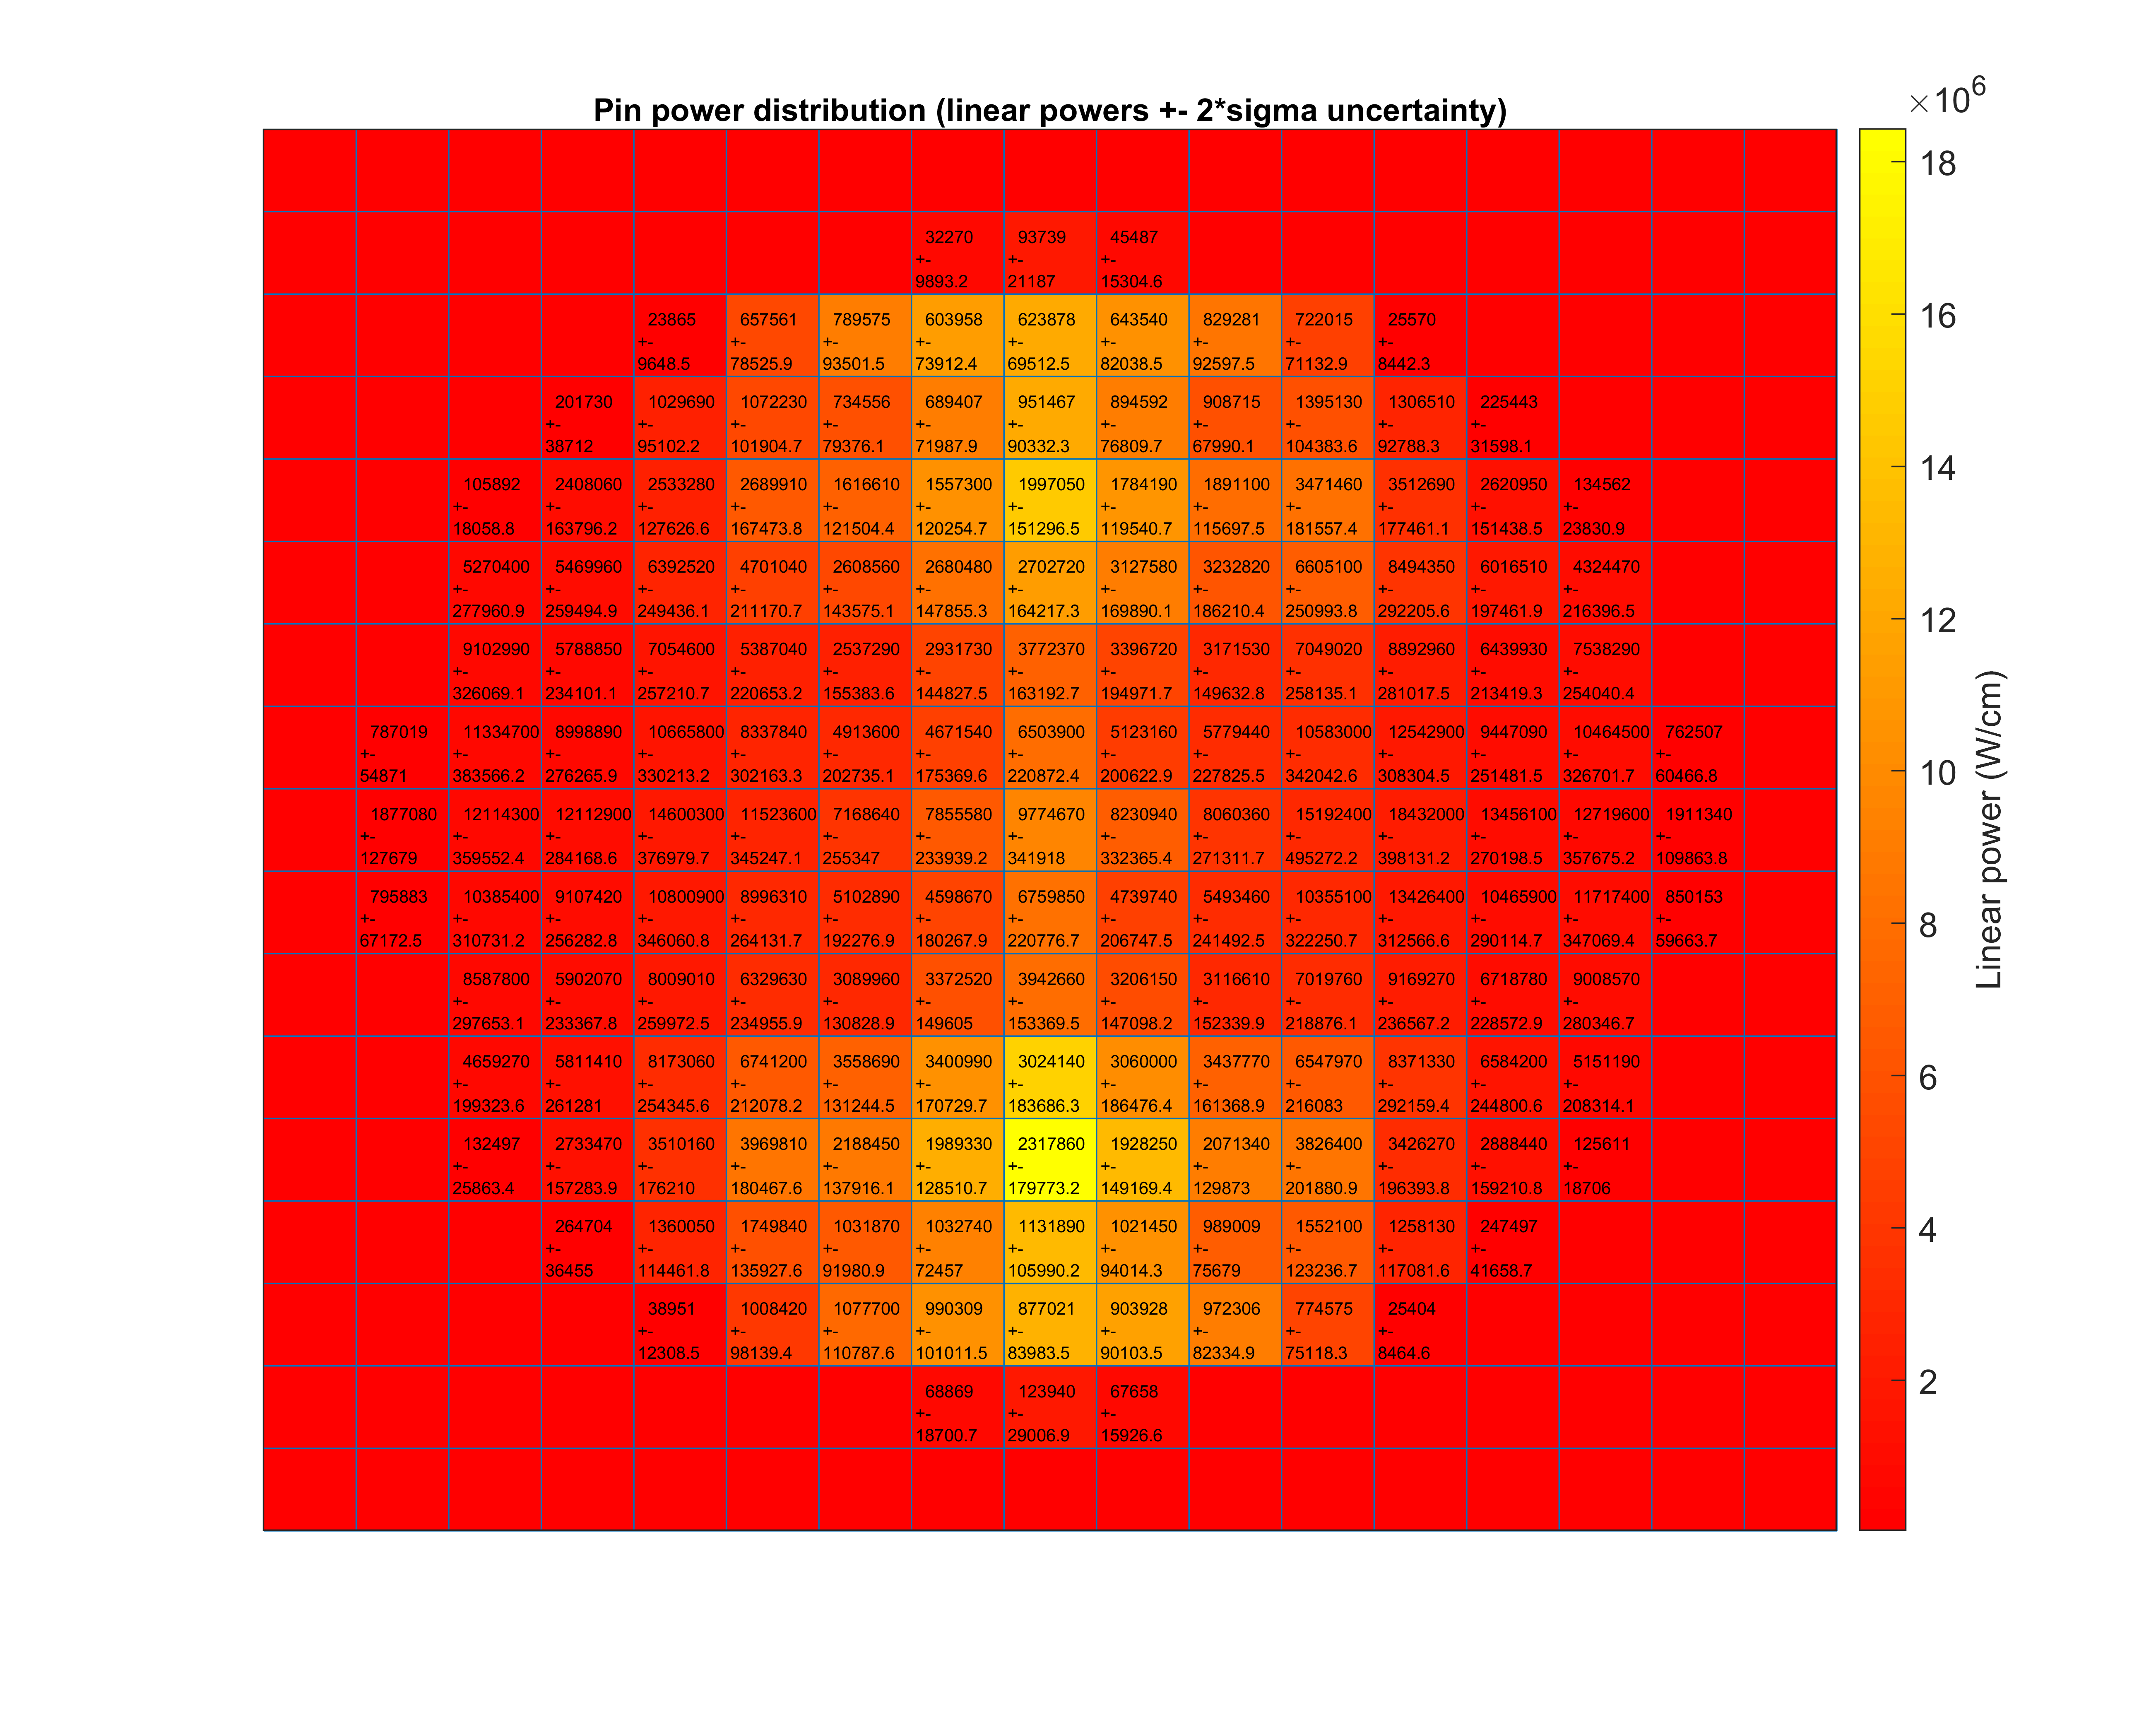 ×10^6
Pin power distribution (linear powers +- 2*sigma uncertainty)
18
16
14
12
10
8
6
4
2
Linear power (W/cm)
32270 93739 45487
+- +- +-
9893.2 21187 15304.6
23865 657561 789575 603958 623878 643540 829281 722015 25570
+- +- +- +- +- +- +- +- +-
9648.5 78525.9 93501.5 73912.4 69512.5 82038.5 92597.5 71132.9 8442.3
201730 1029690 1072230 734556 689407 951467 894592 908715 1395130 1306510 225443
+- +- +- +- +- +- +- +- +- +- +-
38712 95102.2 101904.7 79376.1 71987.9 90332.3 76809.7 67990.1 104383.6 92788.3 31598.1
105892 2408060 2533280 2689910 1616610 1557300 1997050 1784190 1891100 3471460 3512690 2620950 134562
+- +- +- +- +- +- +- +- +- +- +- +- +-
18058.8 163796.2 127626.6 167473.8 121504.4 120254.7 151296.5 119540.7 115697.5 181557.4 177461.1 151438.5 23830.9
5270400 5469960 6392520 4701040 2608560 2680480 2702720 3127580 3232820 6605100 8494350 6016510 4324470
+- +- +- +- +- +- +- +- +- +- +- +- +-
277960.9 259494.9 249436.1 211170.7 143575.1 147855.3 164217.3 169890.1 186210.4 250993.8 292205.6 197461.9 216396.5
9102990 5788850 7054600 5387040 2537290 2931730 3772370 3396720 3171530 7049020 8892960 6439930 7538290
+- +- +- +- +- +- +- +- +- +- +- +- +-
326069.1 234101.1 257210.7 220653.2 155383.6 144827.5 163192.7 194971.7 149632.8 258135.1 281017.5 213419.3 254040.4
787019 11334700 8998890 10665800 8337840 4913600 4671540 6503900 5123160 5779440 10583000 12542900 9447090 10464500 762507
+- +- +- +- +- +- +- +- +- +- +- +- +- +- +-
54871 383566.2 276265.9 330213.2 302163.3 202735.1 175369.6 220872.4 200622.9 227825.5 342042.6 308304.5 251481.5 326701.7 60466.8
1877080 12114300 12112900 14600300 11523600 7168640 7855580 9774670 8230940 8060360 15192400 18432000 13456100 12719600 1911340
+- +- +- +- +- +- +- +- +- +- +- +- +- +- +-
127679 359552.4 284168.6 376979.7 345247.1 255347 233939.2 341918 332365.4 271311.7 495272.2 398131.2 270198.5 357675.2 109863.8
795883 10385400 9107420 10800900 8996310 5102890 4598670 6759850 4739740 5493460 10355100 13426400 10465900 11717400 850153
+- +- +- +- +- +- +- +- +- +- +- +- +- +- +-
67172.5 310731.2 256282.8 346060.8 264131.7 192276.9 180267.9 220776.7 206747.5 241492.5 322250.7 312566.6 290114.7 347069.4 59663.7
8587800 5902070 8009010 6329630 3089960 3372520 3942660 3206150 3116610 7019760 9169270 6718780 9008570
+- +- +- +- +- +- +- +- +- +- +- +- +-
297653.1 233367.8 259972.5 234955.9 130828.9 149605 153369.5 147098.2 152339.9 218876.1 236567.2 228572.9 280346.7
4659270 5811410 8173060 6741200 3558690 3400990 3024140 3060000 3437770 6547970 8371330 6584200 5151190
+- +- +- +- +- +- +- +- +- +- +- +- +-
199323.6 261281 254345.6 212078.2 131244.5 170729.7 183686.3 186476.4 161368.9 216083 292159.4 244800.6 208314.1
132497 2733470 3510160 3969810 2188450 1989330 2317860 1928250 2071340 3826400 3426270 2888440 125611
+- +- +- +- +- +- +- +- +- +- +- +- +-
25863.4 157283.9 176210 180467.6 137916.1 128510.7 179773.2 149169.4 129873 201880.9 196393.8 159210.8 18706
264704 1360050 1749840 1031870 1032740 1131890 1021450 989009 1552100 1258130 247497
+- +- +- +- +- +- +- +- +- +- +-
36455 114461.8 135927.6 91980.9 72457 105990.2 94014.3 75679 123236.7 117081.6 41658.7
38951 1008420 1077700 990309 877021 903928 972306 774575 25404
+- +- +- +- +- +- +- +- +-
12308.5 98139.4 110787.6 101011.5 83983.5 90103.5 82334.9 75118.3 8464.6
68869 123940 67658
+- +- +-
18700.7 29006.9 15926.6